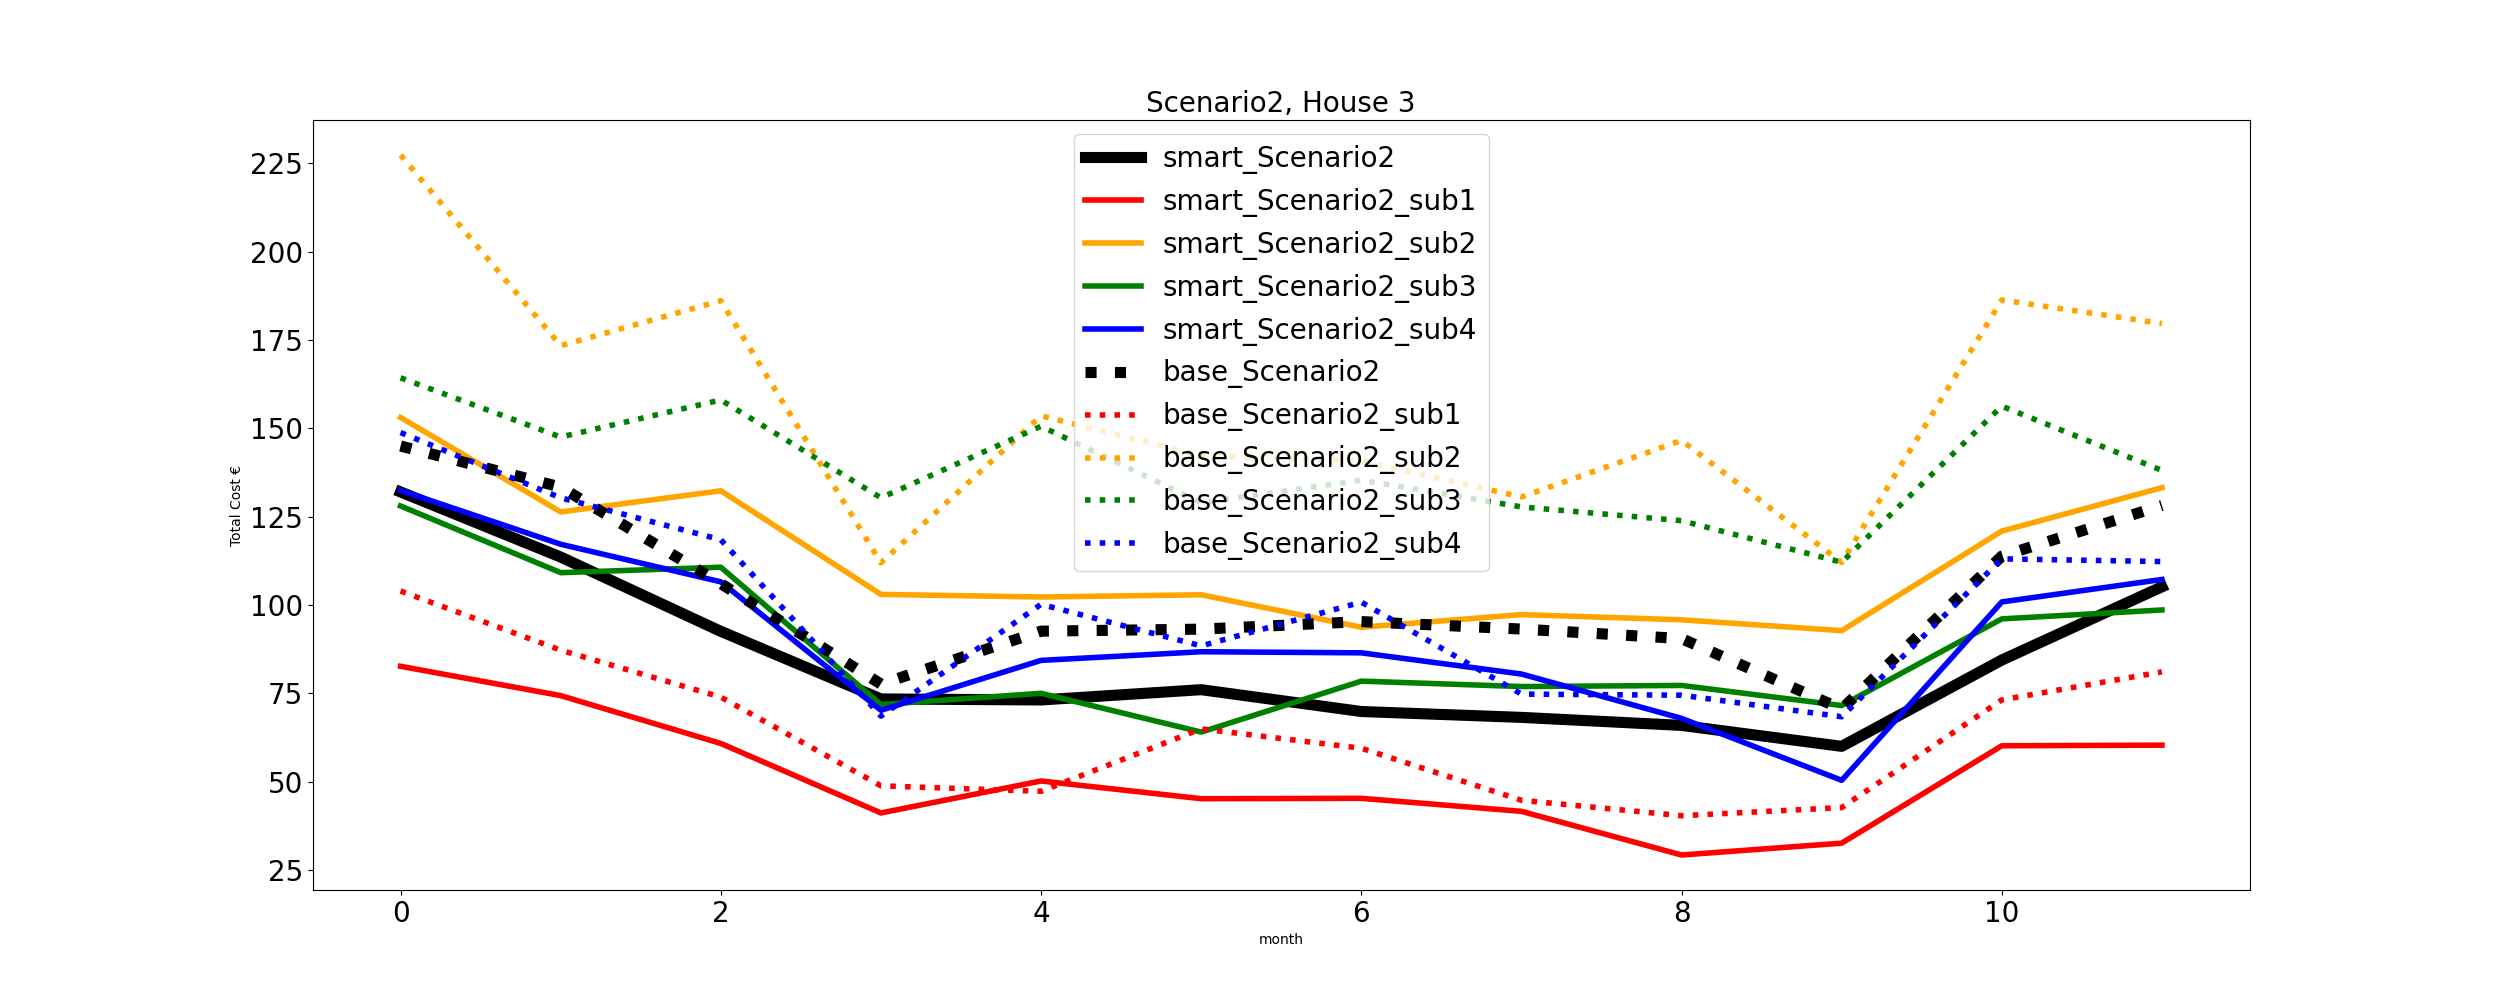 Scenario2, House 3
Total Cost €
225
200
175
150
125
100
75
50
25
smart_Scenario2
smart_Scenario2_sub1
smart_Scenario2_sub2
smart_Scenario2_sub3
smart_Scenario2_sub4
base_Scenario2
base_Scenario2_sub1
base_Scenario2_sub2
base_Scenario2_sub3
base_Scenario2_sub4
0 2 4 6 8 10
month